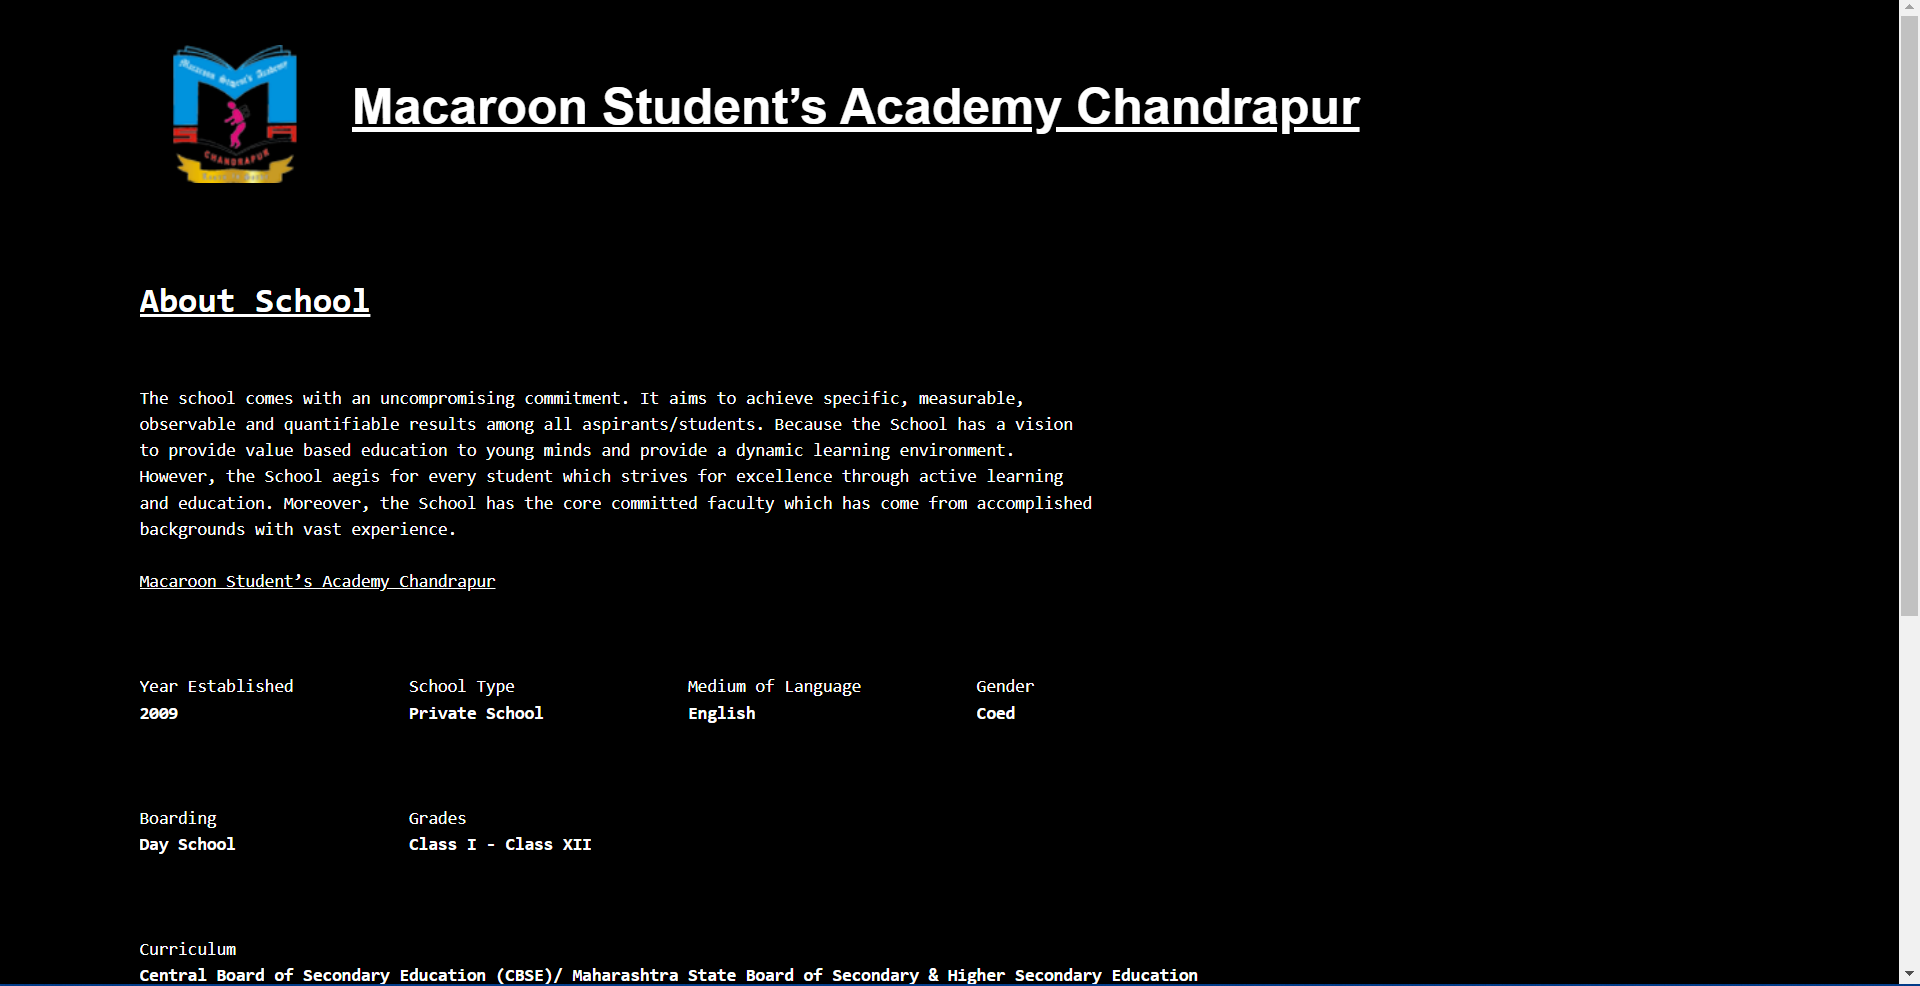 Macaroon Student's Academy
S A
CHANDRAPUR
Macaroon Student’s Academy Chandrapur
About School
The school comes with an uncompromising commitment. It aims to achieve specific, measurable,
observable and quantifiable results among all aspirants/students. Because the School has a vision
to provide value based education to young minds and provide a dynamic learning environment.
However, the School aegis for every student which strives for excellence through active learning
and education. Moreover, the School has the core committed faculty which has come from accomplished
backgrounds with vast experience.
Macaroon Student’s Academy Chandrapur
Year Established School Type Medium of Language Gender
2009 Private School English Coed
Boarding Grades
Day School Class I - Class XII
Curriculum
Central Board of Secondary Education (CBSE)/ Maharashtra State Board of Secondary & Higher Secondary Education